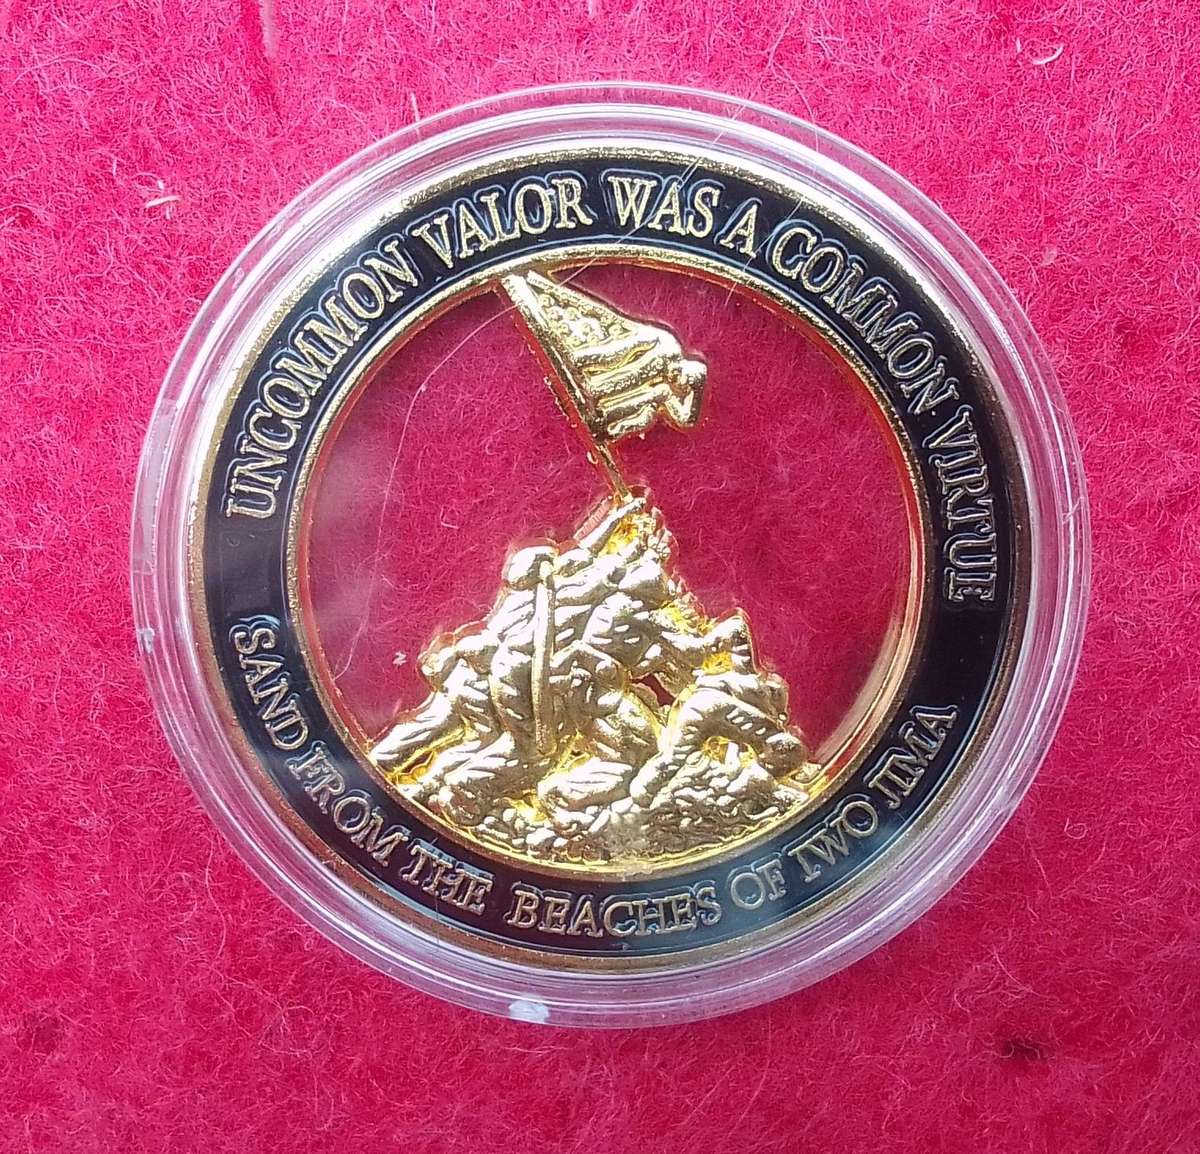 UNCOMMON VALOR WAS A COMMON VIRTUE
SAND FROM THE BEACHES OF IWO JIMA